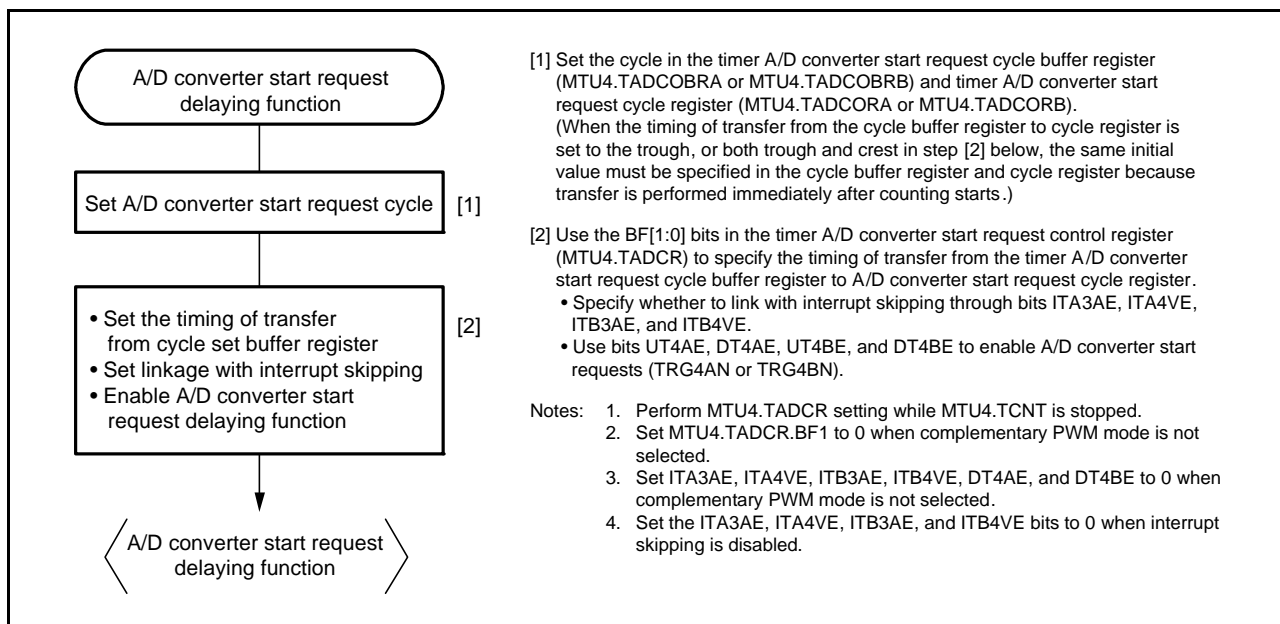 A/D converter start request
delaying function
Set A/D converter start request cycle
[1]
• Set the timing of transfer
from cycle set buffer register
• Set linkage with interrupt skipping
• Enable A/D converter start
request delaying function
[2]
A/D converter start request
delaying function
[1] Set the cycle in the timer A/D converter start request cycle buffer register
(MTU4.TADCOBRA or MTU4.TADCOBRB) and timer A/D converter start
request cycle register (MTU4.TADCORA or MTU4.TADCORB).
(When the timing of transfer from the cycle buffer register to cycle register is
set to the trough, or both trough and crest in step [2] below, the same initial
value must be specified in the cycle buffer register and cycle register because
transfer is performed immediately after counting starts.)
[2] Use the BF[1:0] bits in the timer A/D converter start request control register
(MTU4.TADCR) to specify the timing of transfer from the timer A/D converter
start request cycle buffer register to A/D converter start request cycle register.
• Specify whether to link with interrupt skipping through bits ITA3AE, ITA4VE,
ITB3AE, and ITB4VE.
• Use bits UT4AE, DT4AE, UT4BE, and DT4BE to enable A/D converter start
requests (TRG4AN or TRG4BN).
Notes: 1. Perform MTU4.TADCR setting while MTU4.TCNT is stopped.
2. Set MTU4.TADCR.BF1 to 0 when complementary PWM mode is not
selected.
3. Set ITA3AE, ITA4VE, ITB3AE, ITB4VE, DT4AE, and DT4BE to 0 when
complementary PWM mode is not selected.
4. Set the ITA3AE, ITA4VE, ITB3AE, and ITB4VE bits to 0 when interrupt
skipping is disabled.